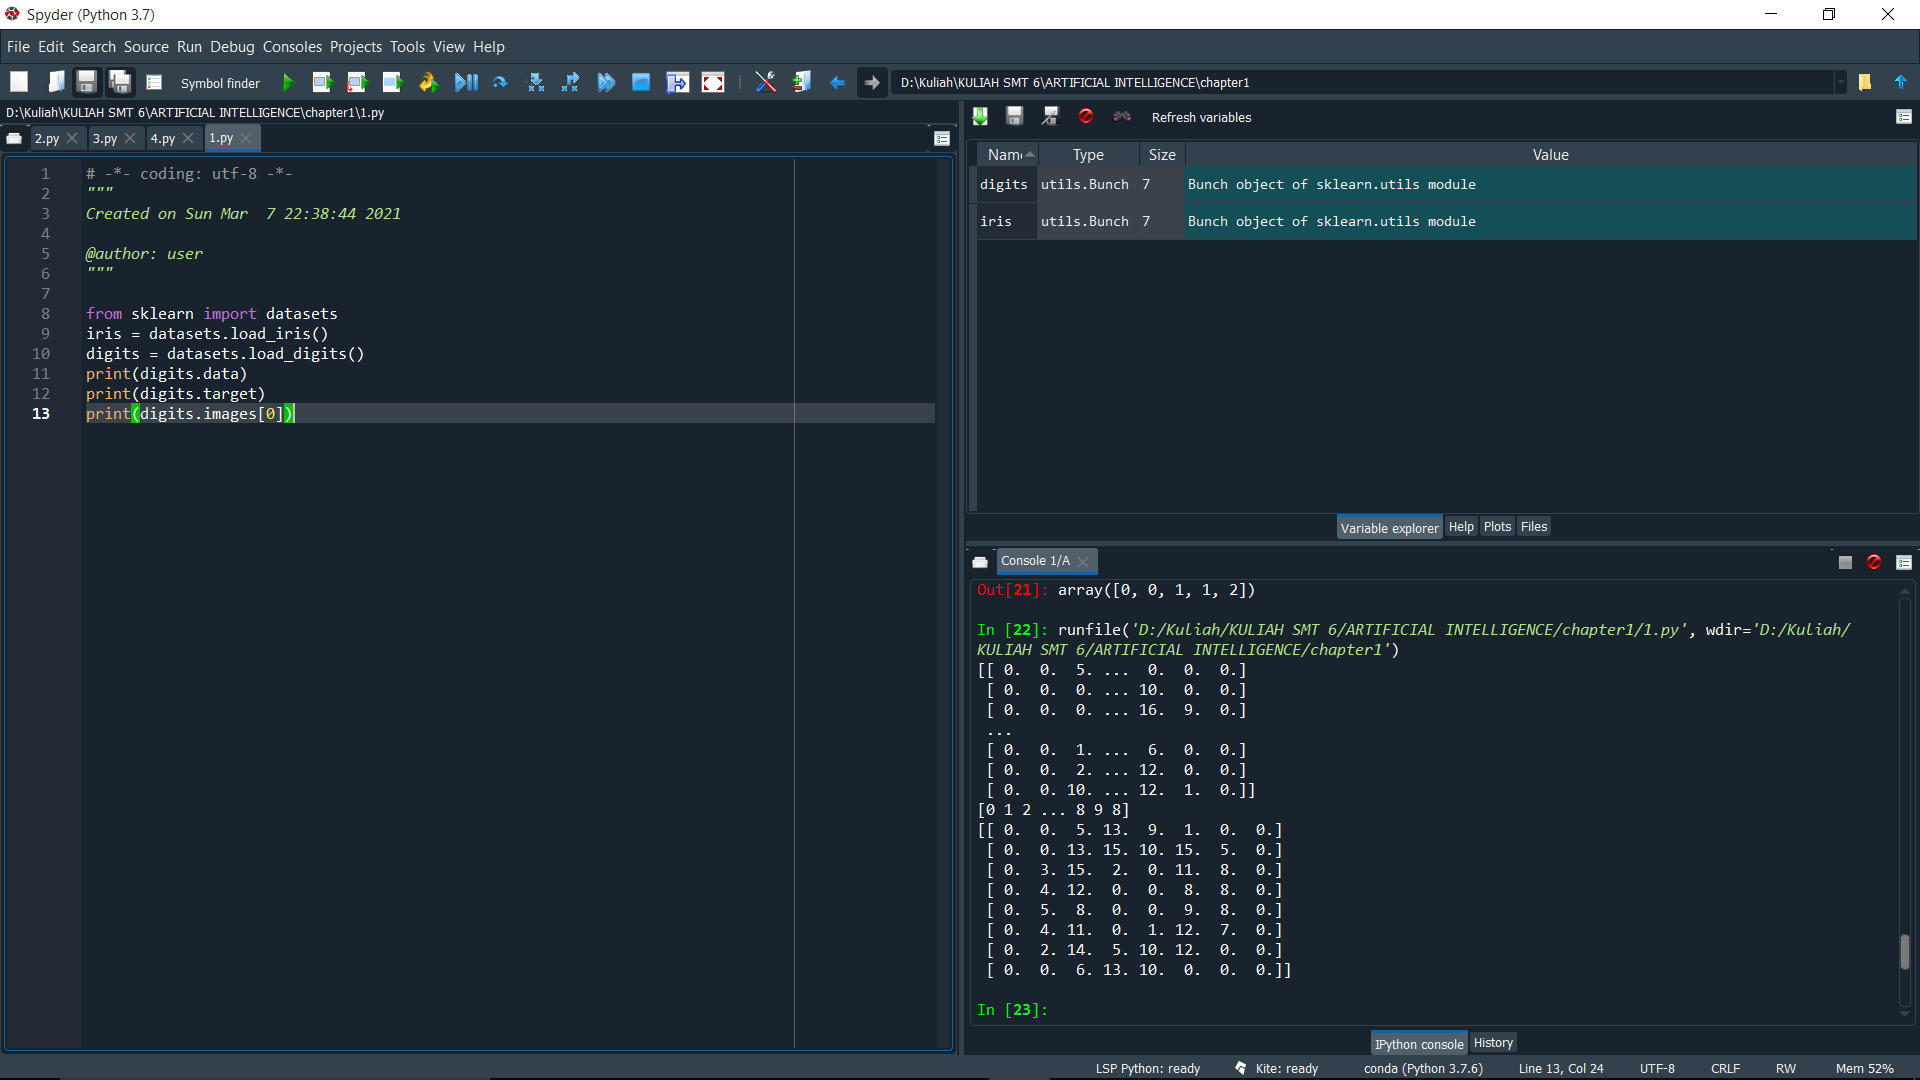 Spyder (Python 3.7)
File Edit Search Source Run Debug Consoles Projects Tools View Help
Symbol finder
D:\Kuliah\KULIAH SMT 6\ARTIFICIAL INTELLIGENCE\chapter1
D:\Kuliah\KULIAH SMT 6\ARTIFICIAL INTELLIGENCE\chapter1\1.py
2.py 3.py 4.py 1.py
1 # -*- coding: utf-8 -*-
2 """
3 Created on Sun Mar  7 22:38:44 2021
4
5 @author: user
6 """
7
8 from sklearn import datasets
9 iris = datasets.load_iris()
10 digits = datasets.load_digits()
11 print(digits.data)
12 print(digits.target)
13 print(digits.images[0])
Refresh variables
Name Type Size Value
digits utils.Bunch 7 Bunch object of sklearn.utils module
iris utils.Bunch 7 Bunch object of sklearn.utils module
Variable explorer Help Plots Files
Console 1/A
Out[21]: array([0, 0, 1, 1, 2])
In [22]: runfile('D:/Kuliah/KULIAH SMT 6/ARTIFICIAL INTELLIGENCE/chapter1/1.py', wdir='D:/Kuliah/
KULIAH SMT 6/ARTIFICIAL INTELLIGENCE/chapter1')
[[ 0.  0.  5. ...  0.  0.  0.]
 [ 0.  0.  0. ... 10.  0.  0.]
 [ 0.  0.  0. ... 16.  9.  0.]
 ...
 [ 0.  0.  1. ...  6.  0.  0.]
 [ 0.  0.  2. ... 12.  0.  0.]
 [ 0.  0. 10. ... 12.  1.  0.]]
[0 1 2 ... 8 9 8]
[[ 0.  0.  5. 13.  9.  1.  0.  0.]
 [ 0.  0. 13. 15. 10. 15.  5.  0.]
 [ 0.  3. 15.  2.  0. 11.  8.  0.]
 [ 0.  4. 12.  0.  0.  8.  8.  0.]
 [ 0.  5.  8.  0.  0.  9.  8.  0.]
 [ 0.  4. 11.  0.  1. 12.  7.  0.]
 [ 0.  2. 14.  5. 10. 12.  0.  0.]
 [ 0.  0.  6. 13. 10.  0.  0.  0.]]
In [23]:
IPython console History
LSP Python: ready Kite: ready conda (Python 3.7.6) Line 13, Col 24 UTF-8 CRLF RW Mem 52%